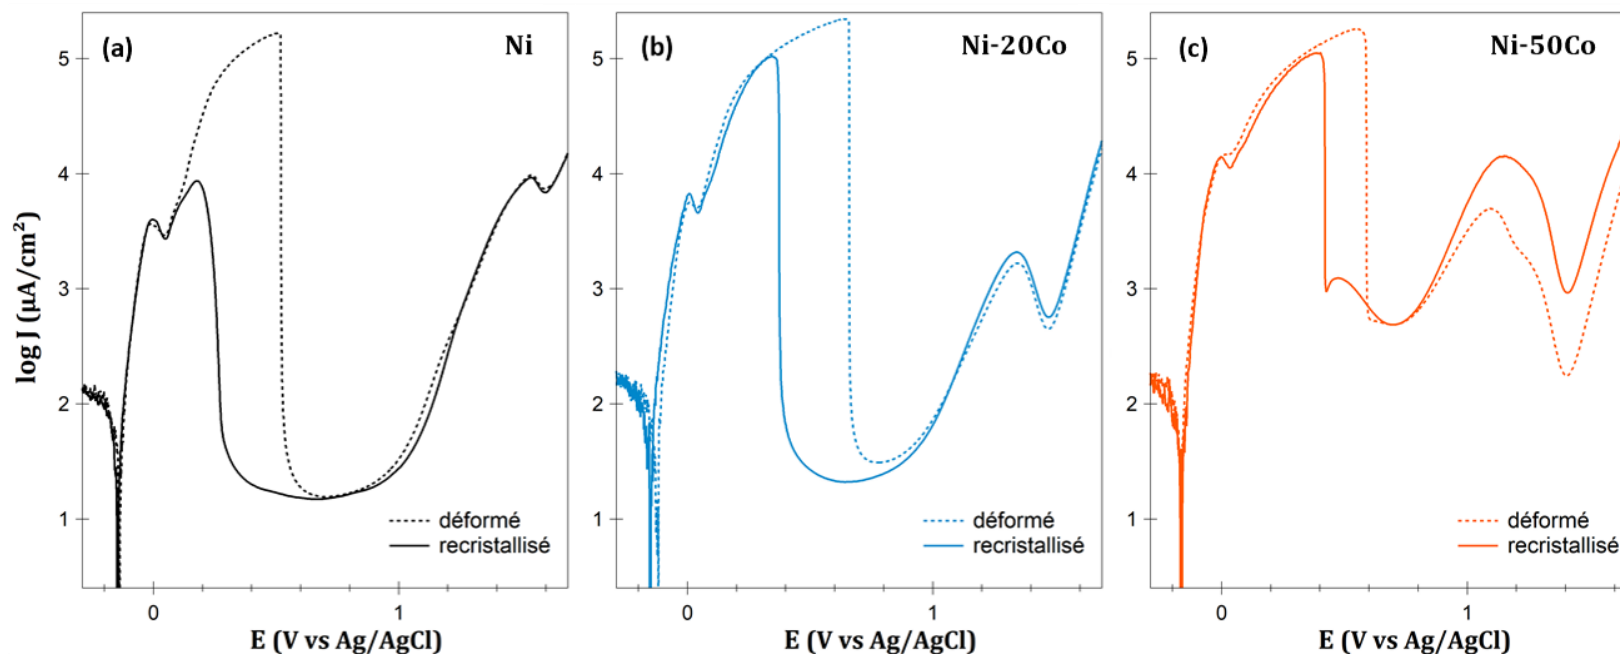 (a) Ni
(b) Ni-20Co
(c) Ni-50Co
log J (µA/cm²)
5
4
3
2
1
déformé
recristallisé
0 1
E (V vs Ag/AgCl)
5
4
3
2
1
déformé
recristallisé
0 1
E (V vs Ag/AgCl)
5
4
3
2
1
déformé
recristallisé
0 1
E (V vs Ag/AgCl)